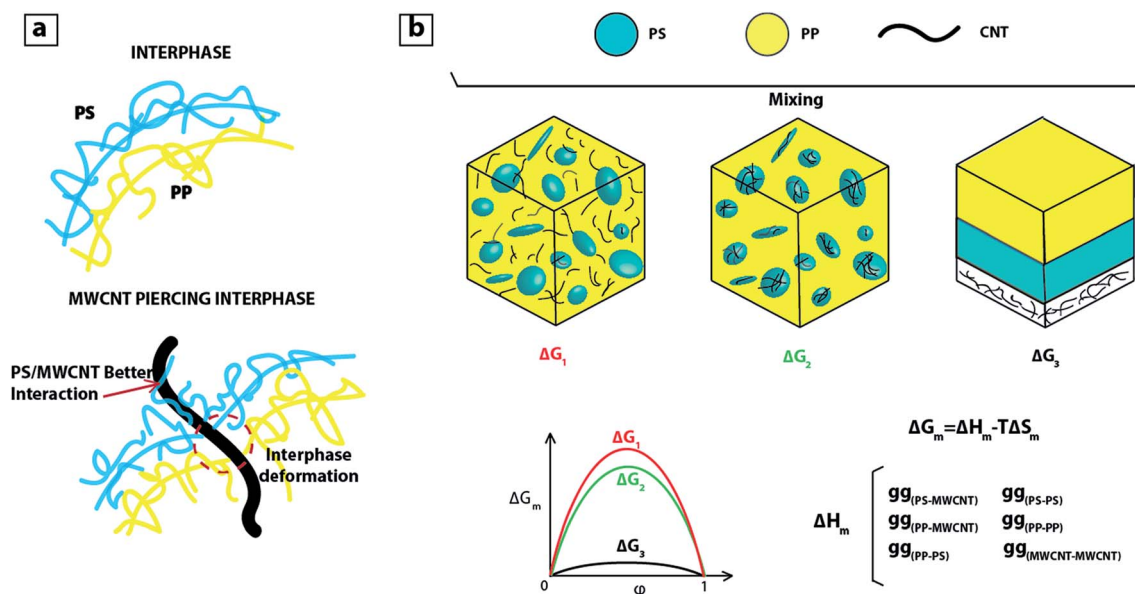 a
INTERPHASE
PS
PP
MWCNT PIERCING INTERPHASE
PS/MWCNT Better
Interaction
Interphase
deformation
b
PS
PP
CNT
Mixing
ΔG₁
ΔG₂
ΔG₃
ΔGₘ
ΔG₁
ΔG₂
ΔG₃
0
φ
1
ΔGₘ=ΔHₘ-TΔSₘ
ΔHₘ
gg(PS-MWCNT) gg(PS-PS)
gg(PP-MWCNT) gg(PP-PP)
gg(PP-PS) gg(MWCNT-MWCNT)